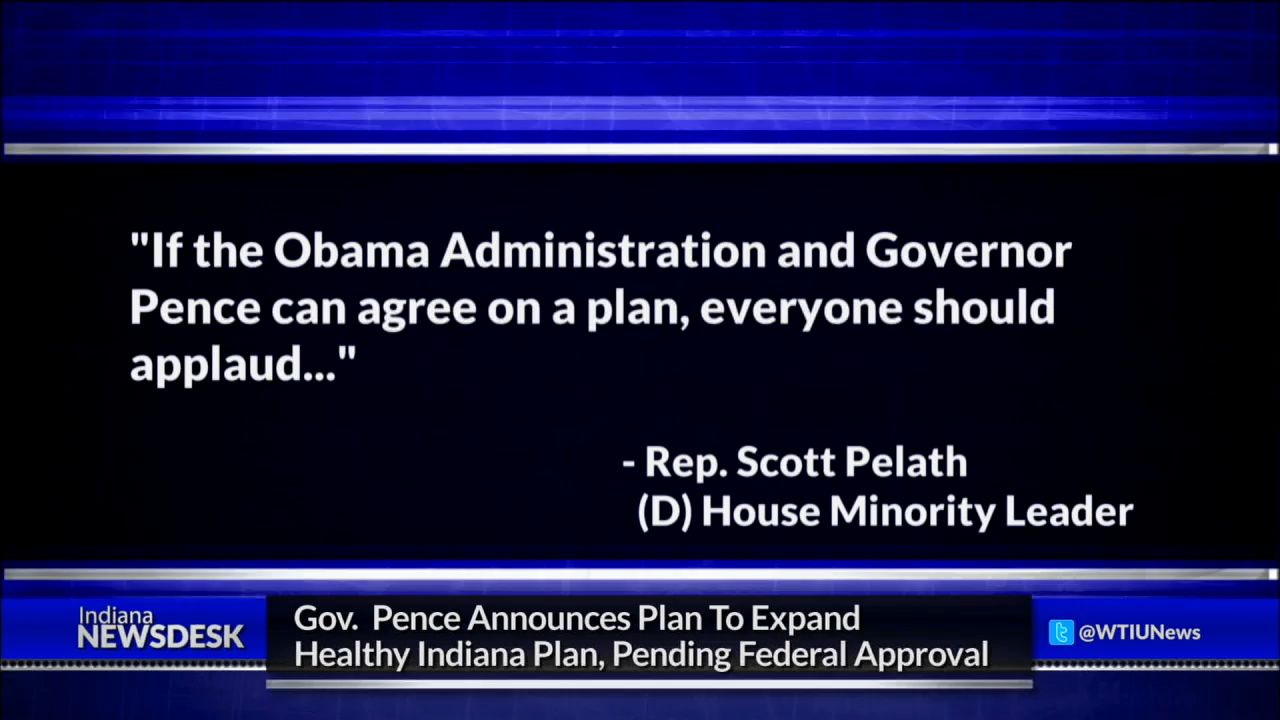 "If the Obama Administration and Governor
Pence can agree on a plan, everyone should
applaud..."
- Rep. Scott Pelath
(D) House Minority Leader
Indiana
NEWSDESK
Gov. Pence Announces Plan To Expand
Healthy Indiana Plan, Pending Federal Approval
@WTIUNews